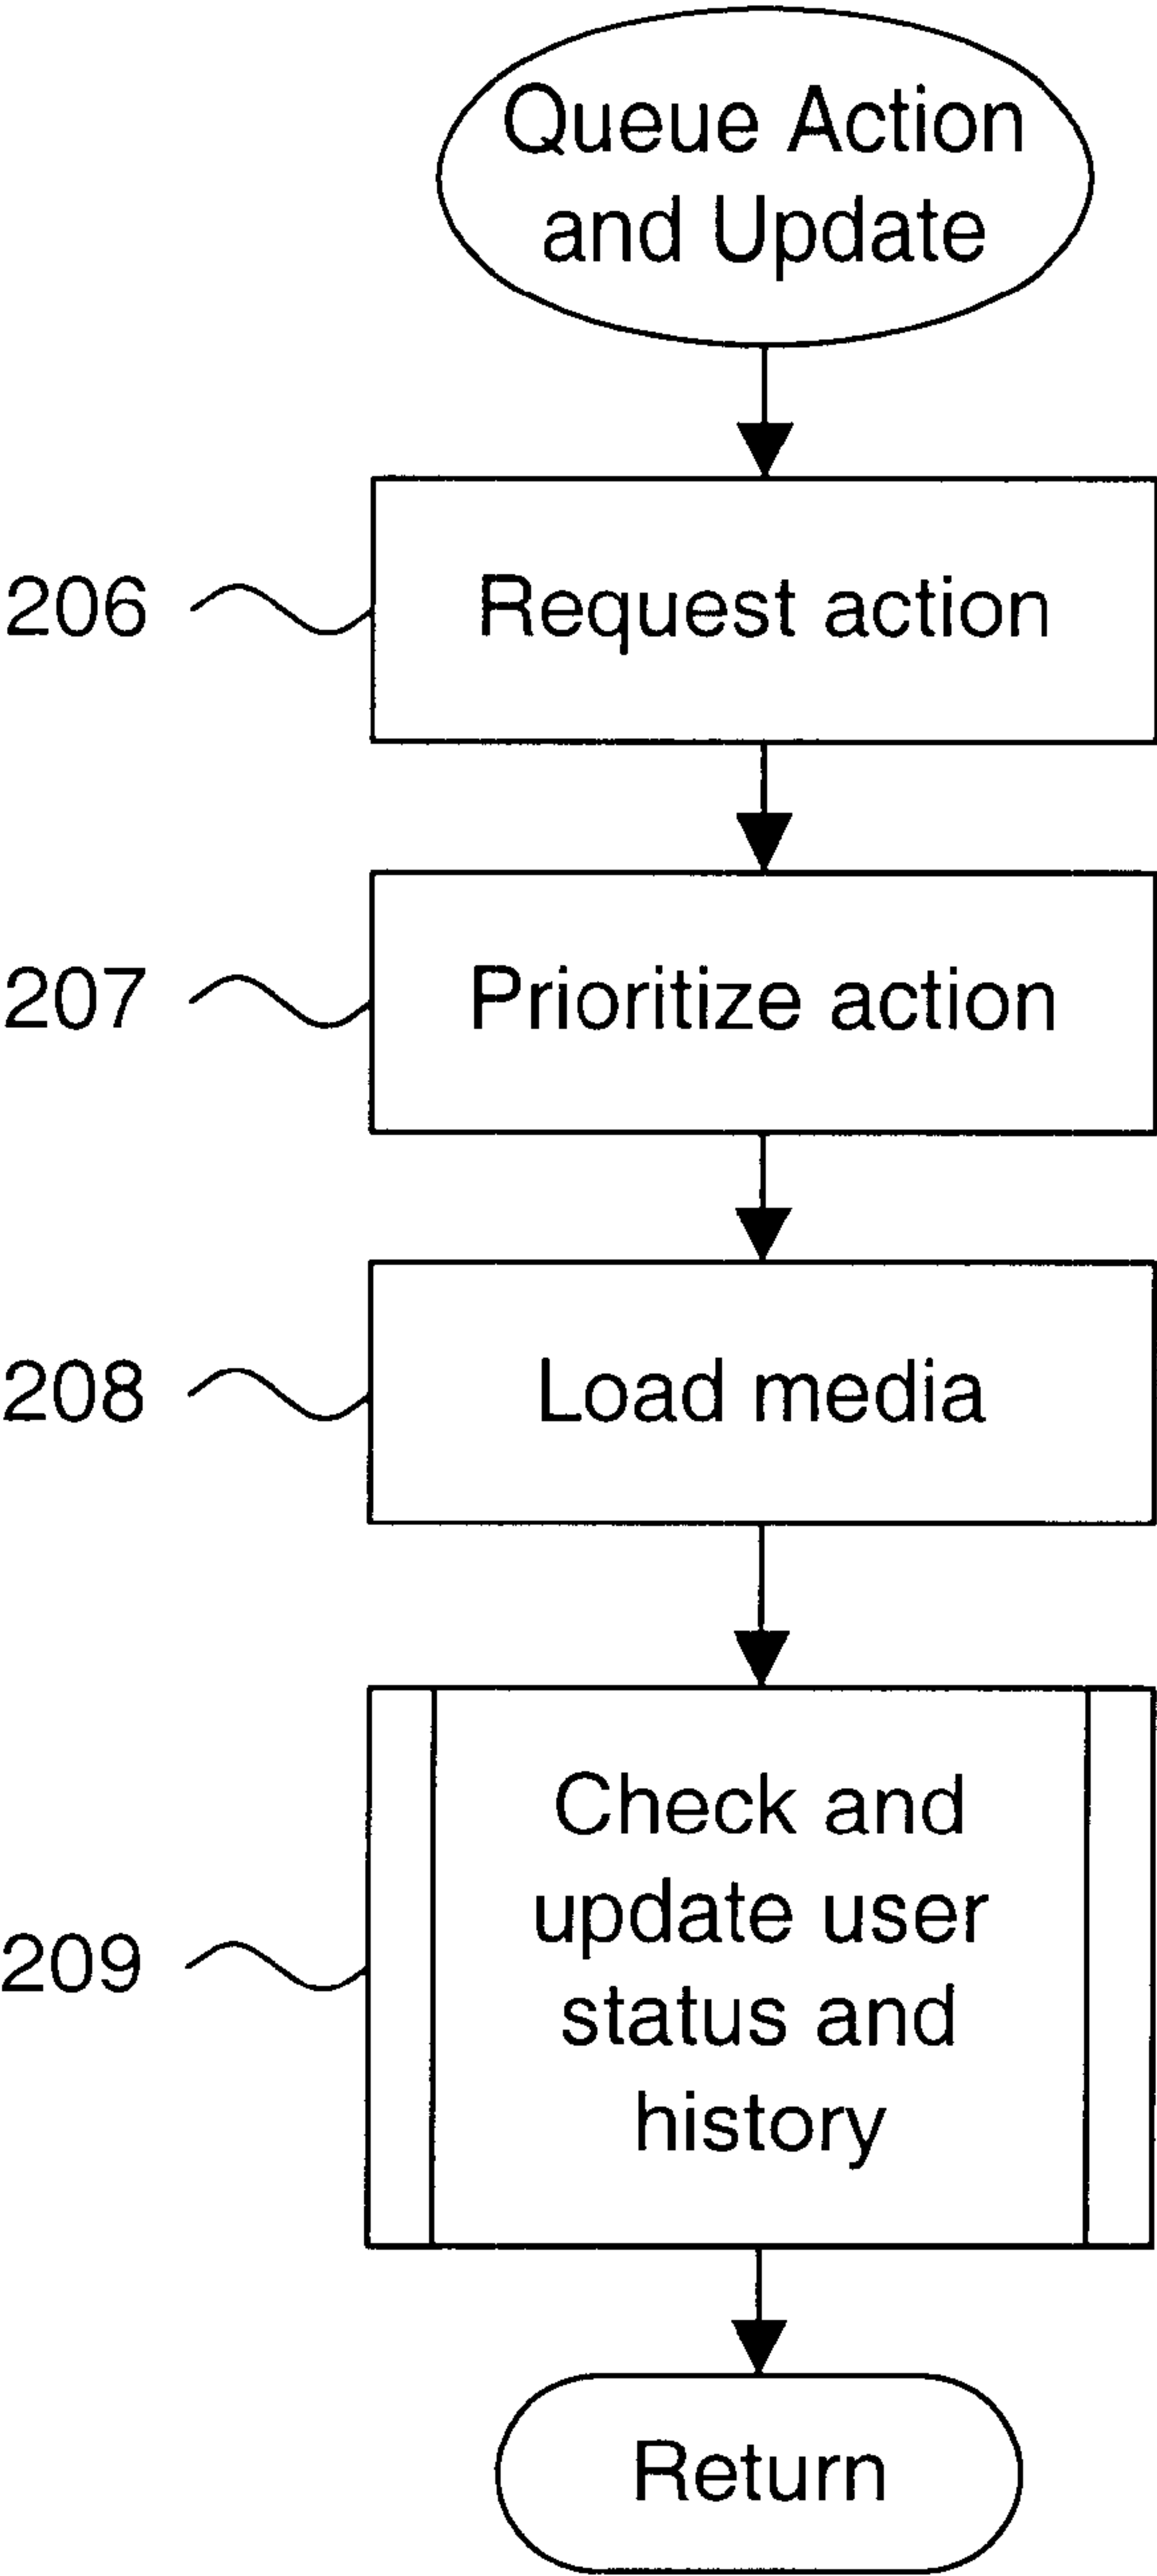 Queue Action
and Update
206
Request action
207
Prioritize action
208
Load media
209
Check and
update user
status and
history
Return